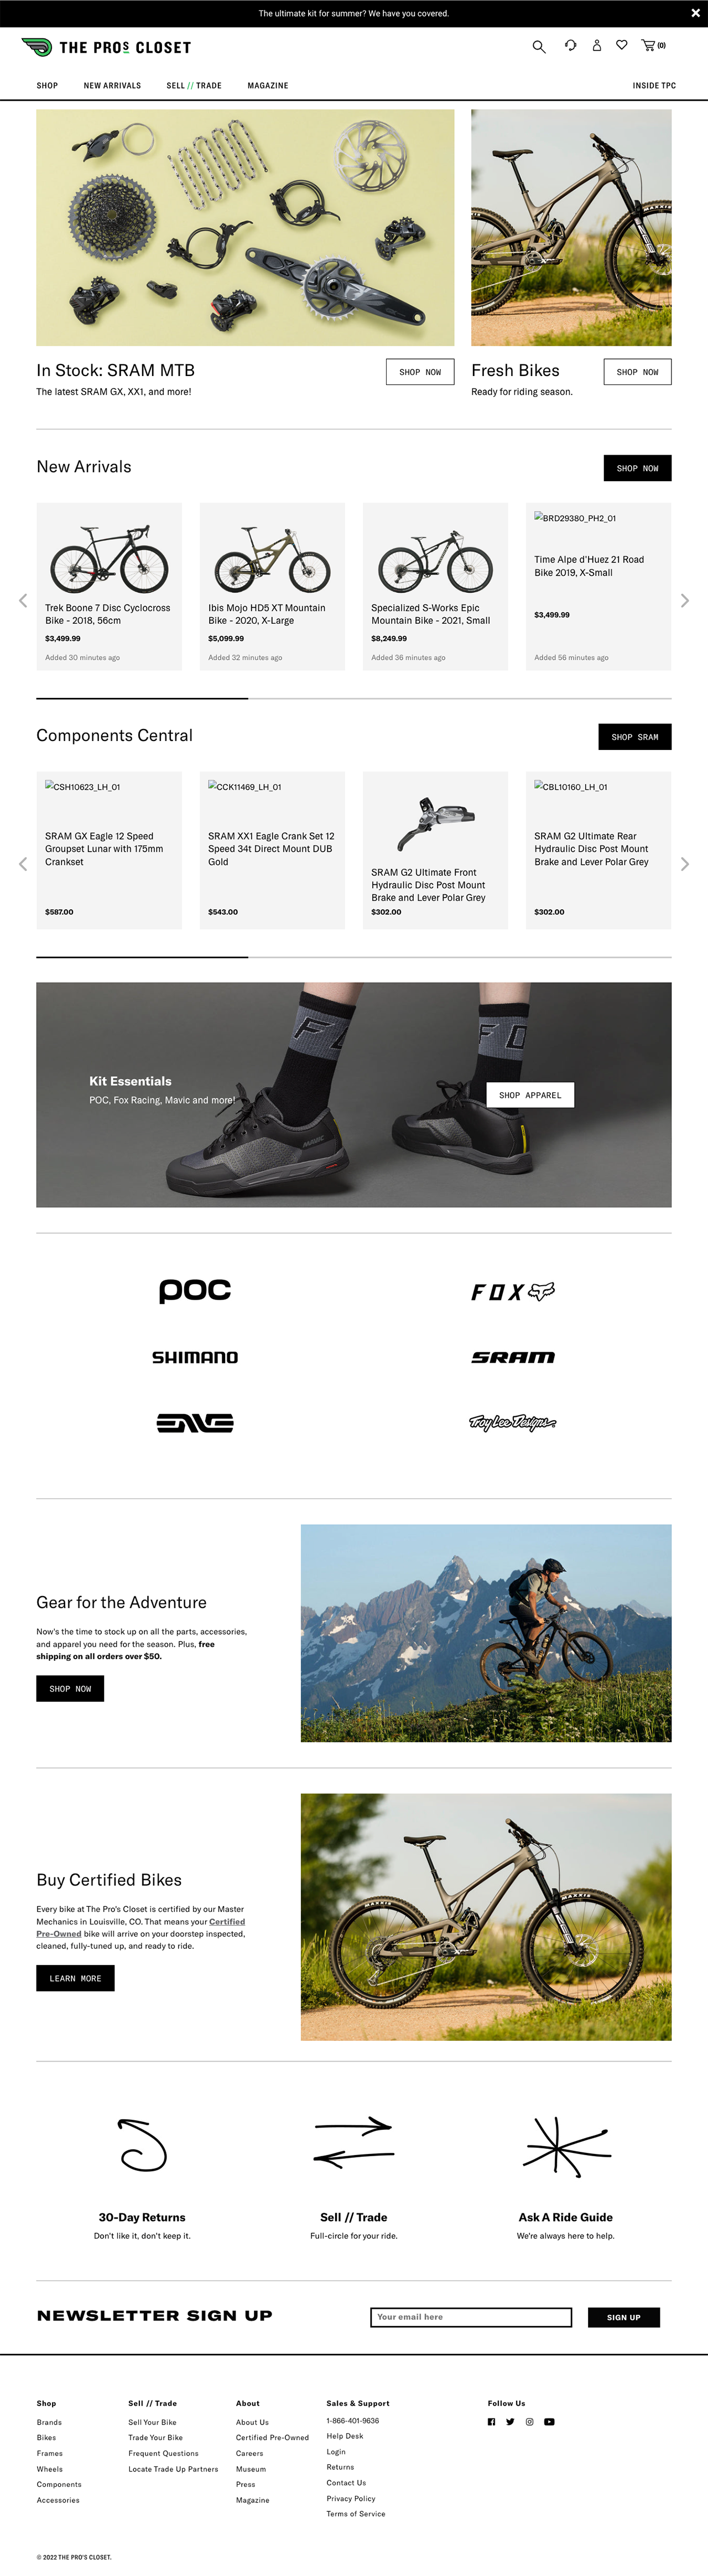 The ultimate kit for summer? We have you covered.
THE PROS CLOSET
(0)
SHOP
NEW ARRIVALS
SELL // TRADE
MAGAZINE
INSIDE TPC
In Stock: SRAM MTB
The latest SRAM GX, XX1, and more!
SHOP NOW
Fresh Bikes
Ready for riding season.
SHOP NOW
New Arrivals
SHOP NOW
Trek Boone 7 Disc Cyclocross
Bike - 2018, 56cm
$3,499.99
Added 30 minutes ago
Ibis Mojo HD5 XT Mountain
Bike - 2020, X-Large
$5,099.99
Added 32 minutes ago
Specialized S-Works Epic
Mountain Bike - 2021, Small
$8,249.99
Added 36 minutes ago
BRD29380_PH2_01
Time Alpe d'Huez 21 Road
Bike 2019, X-Small
$3,499.99
Added 56 minutes ago
Components Central
SHOP SRAM
CSH10623_LH_01
SRAM GX Eagle 12 Speed
Groupset Lunar with 175mm
Crankset
$587.00
CCK11469_LH_01
SRAM XX1 Eagle Crank Set 12
Speed 34t Direct Mount DUB
Gold
$543.00
SRAM G2 Ultimate Front
Hydraulic Disc Post Mount
Brake and Lever Polar Grey
$302.00
CBL10160_LH_01
SRAM G2 Ultimate Rear
Hydraulic Disc Post Mount
Brake and Lever Polar Grey
$302.00
Kit Essentials
POC, Fox Racing, Mavic and more!
SHOP APPAREL
MAVIC
POC
FOX
SHIMANO
SRAM
ENVE
Troy Lee Designs
Gear for the Adventure
Now's the time to stock up on all the parts, accessories,
and apparel you need for the season. Plus, free
shipping on all orders over $50.
SHOP NOW
Buy Certified Bikes
Every bike at The Pro's Closet is certified by our Master
Mechanics in Louisville, CO. That means your Certified
Pre-Owned bike will arrive on your doorstep inspected,
cleaned, fully-tuned up, and ready to ride.
LEARN MORE
30-Day Returns
Don't like it, don't keep it.
Sell // Trade
Full-circle for your ride.
Ask A Ride Guide
We're always here to help.
NEWSLETTER SIGN UP
Your email here
SIGN UP
Shop
Brands
Bikes
Frames
Wheels
Components
Accessories
Sell // Trade
Sell Your Bike
Trade Your Bike
Frequent Questions
Locate Trade Up Partners
About
About Us
Certified Pre-Owned
Careers
Museum
Press
Magazine
Sales & Support
1-866-401-9636
Help Desk
Login
Returns
Contact Us
Privacy Policy
Terms of Service
Follow Us
© 2022 THE PRO'S CLOSET.